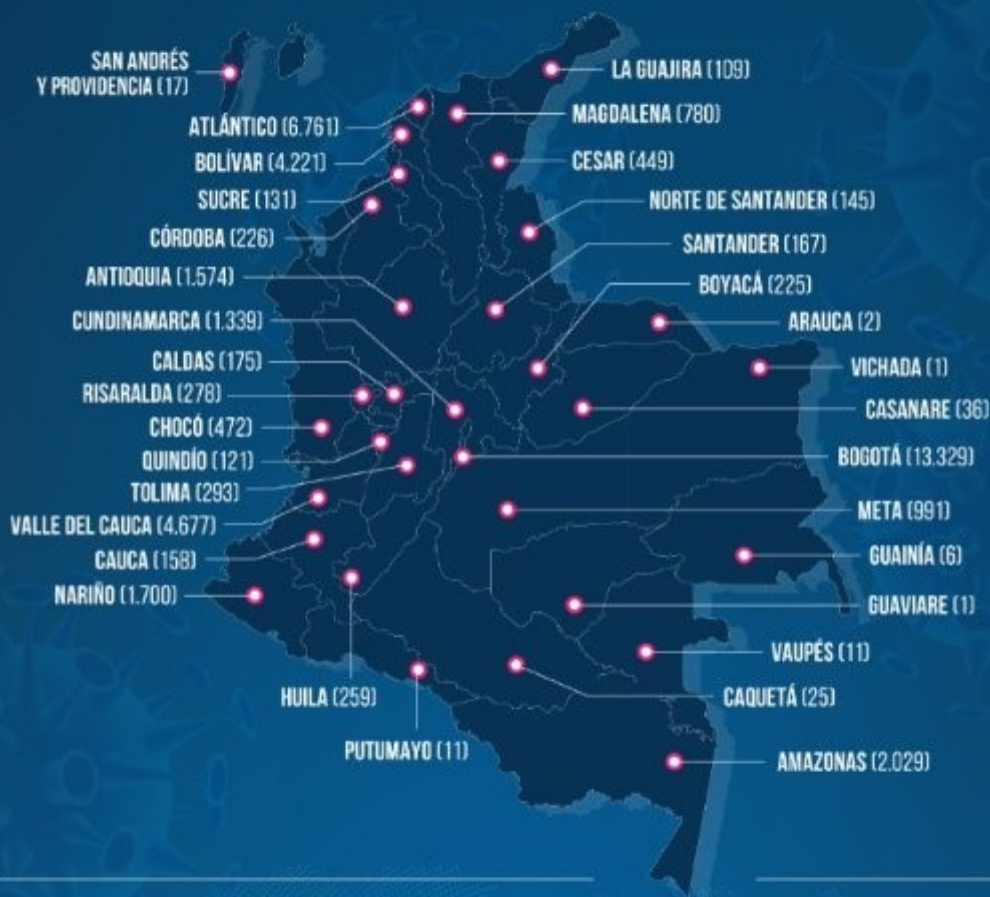 SAN ANDRÉS
Y PROVIDENCIA (17)
ATLÁNTICO (6.761)
BOLÍVAR (4.221)
SUCRE (131)
CÓRDOBA (226)
ANTIOQUIA (1.574)
CUNDINAMARCA (1.339)
CALDAS (175)
RISARALDA (278)
CHOCÓ (472)
QUINDÍO (121)
TOLIMA (293)
VALLE DEL CAUCA (4.677)
CAUCA (158)
NARIÑO (1.700)
HUILA (259)
PUTUMAYO (11)
LA GUAJIRA (109)
MAGDALENA (780)
CESAR (449)
NORTE DE SANTANDER (145)
SANTANDER (167)
BOYACÁ (225)
ARAUCA (2)
VICHADA (1)
CASANARE (36)
BOGOTÁ (13.329)
META (991)
GUAINÍA (6)
GUAVIARE (1)
VAUPÉS (11)
CAQUETÁ (25)
AMAZONAS (2.029)